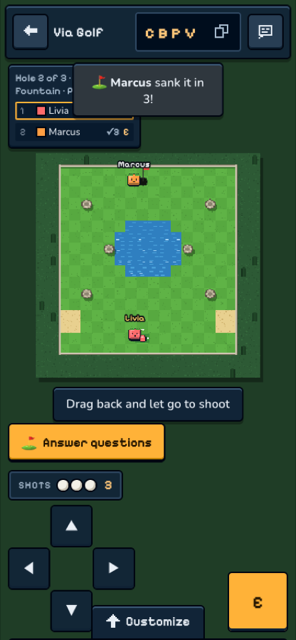 Via Golf
CBPV
Hole 2 of 3 ·
Fountain · P
Marcus sank it in
3!
1 Livia
2 Marcus ✓3 3
Marcus
Livia
Drag back and let go to shoot
Answer questions
SHOTS 3
E
Customize